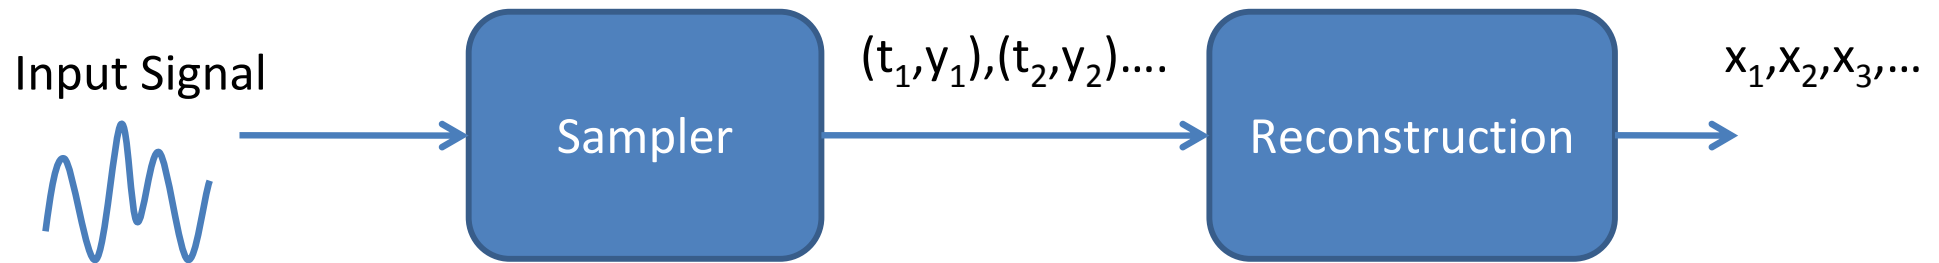 Input Signal
Sampler
(t1,y1),(t2,y2)....
Reconstruction
x1,x2,x3,...